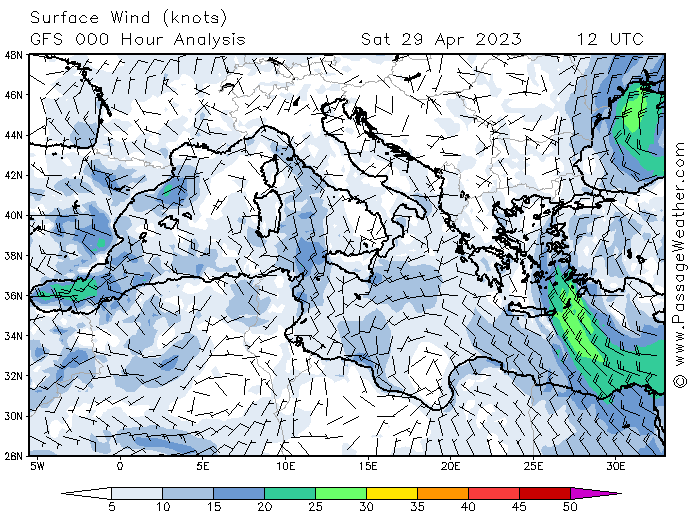 Surface Wind (knots)
GFS 000 Hour Analysis Sat 29 Apr 2023 12 UTC
48N
46N
44N
42N
40N
38N
36N
34N
32N
30N
28N
26N
5W 0 5E 10E 15E 20E 25E 30E
5 10 15 20 25 30 35 40 45 50
© www.PassageWeather.com